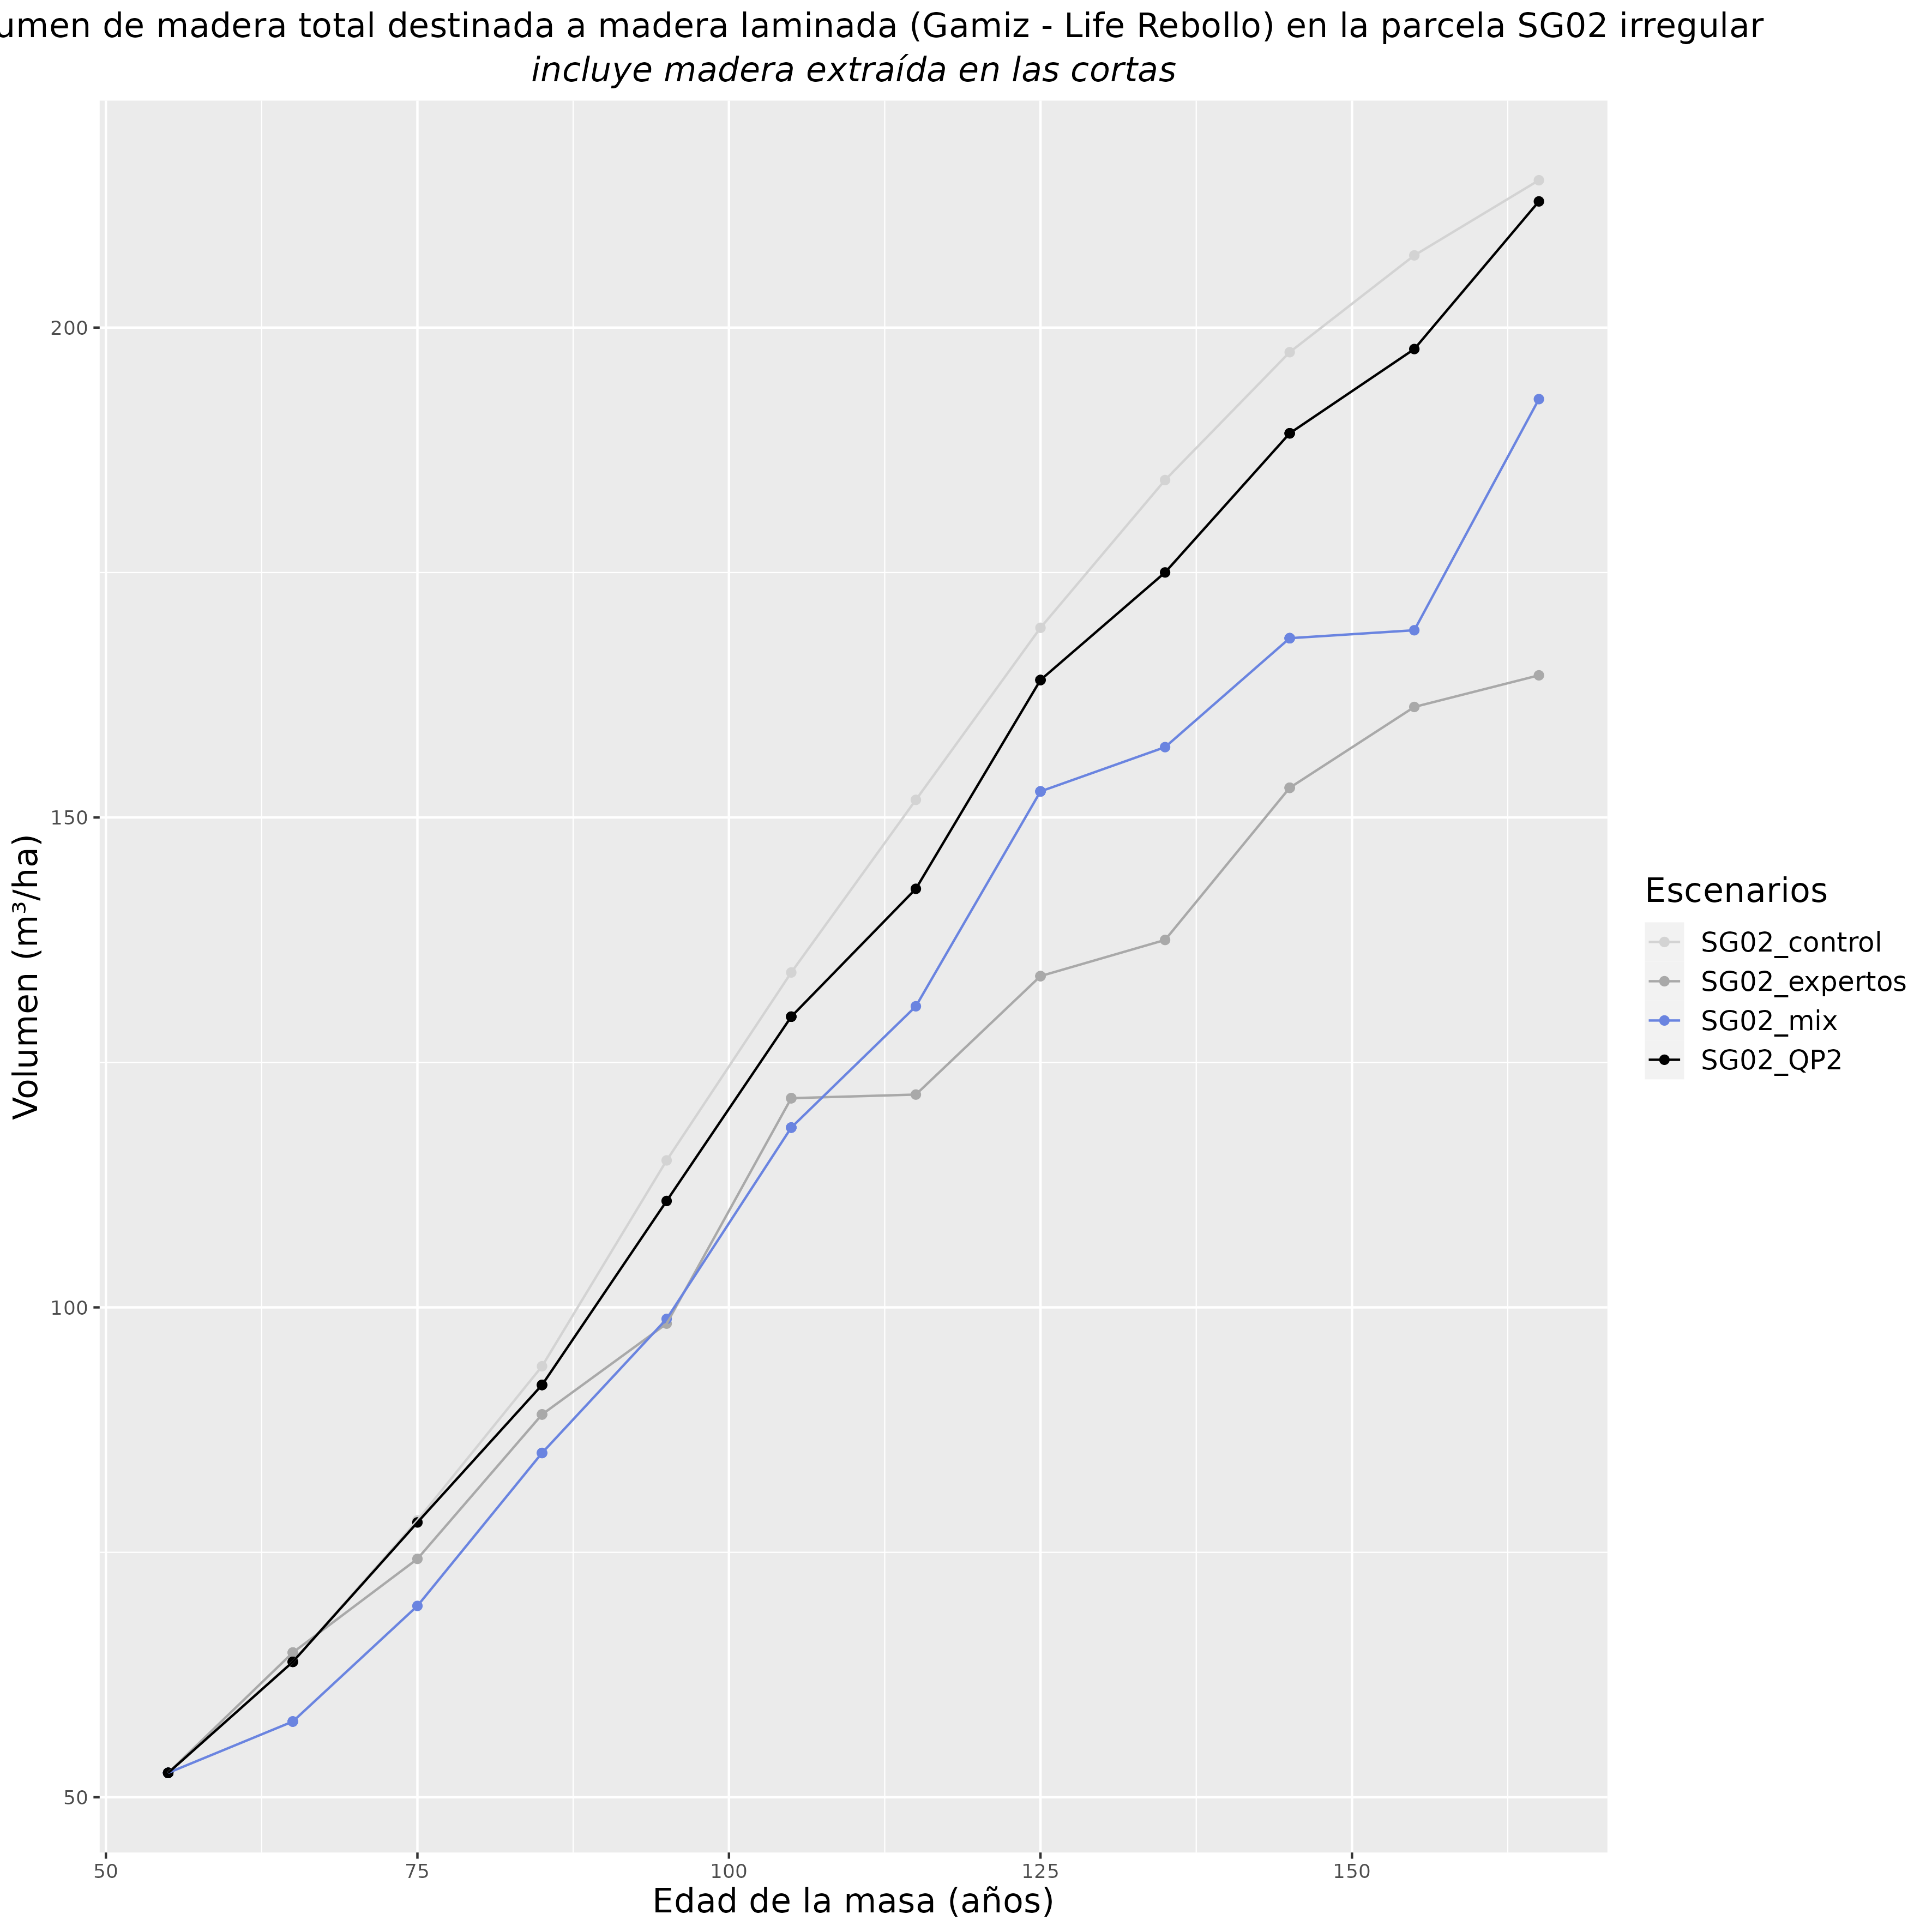 umen de madera total destinada a madera laminada (Gamiz - Life Rebollo) en la parcela SG02 irregular
incluye madera extraída en las cortas
200
150
100
50
Volumen (m³/ha)
50 75 100 125 150
Edad de la masa (años)
Escenarios
SG02_control
SG02_expertos
SG02_mix
SG02_QP2